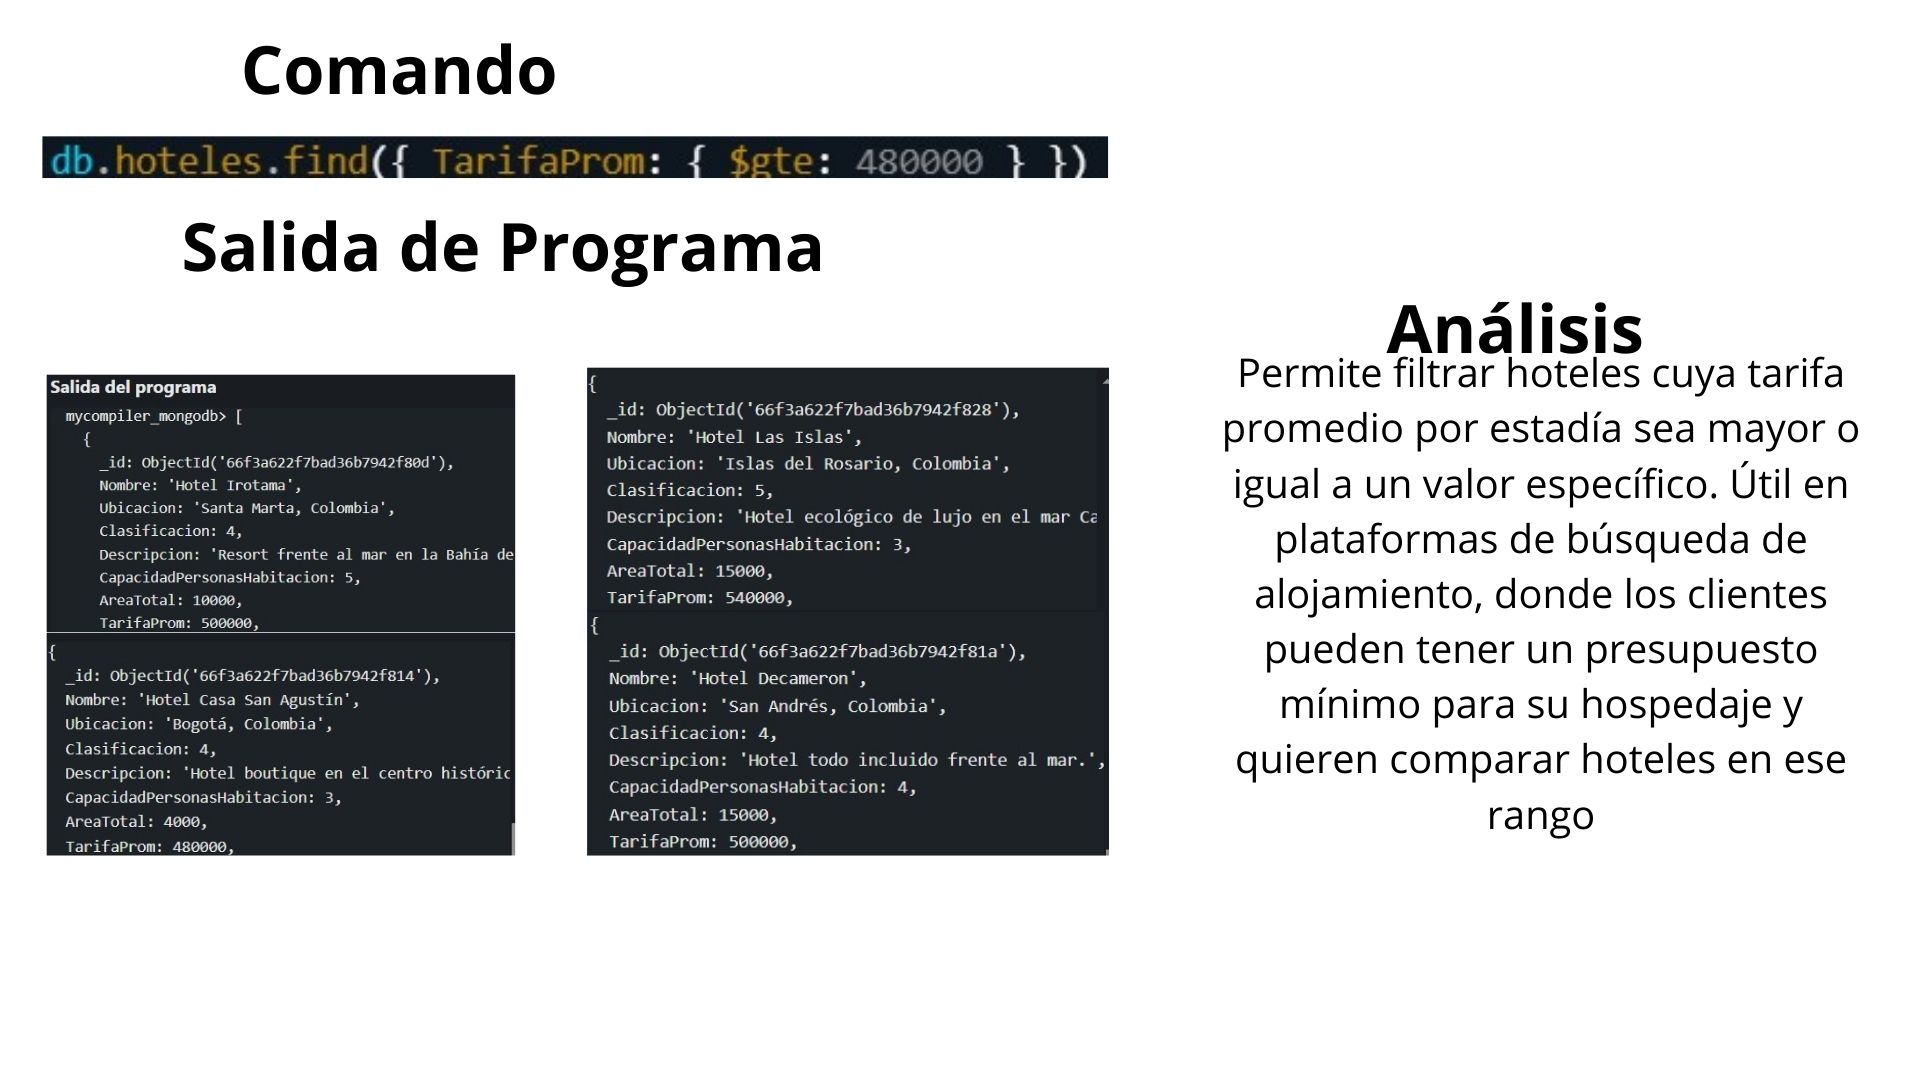 Comando
db.hoteles.find({ TarifaProm: { $gte: 480000 } })
Salida de Programa
Salida del programa
mycompiler_mongodb> [
{
_id: ObjectId('66f3a622f7bad36b7942f80d'),
Nombre: 'Hotel Irotama',
Ubicacion: 'Santa Marta, Colombia',
Clasificacion: 4,
Descripcion: 'Resort frente al mar en la Bahía de
CapacidadPersonasHabitacion: 5,
AreaTotal: 10000,
TarifaProm: 500000,
{
_id: ObjectId('66f3a622f7bad36b7942f814'),
Nombre: 'Hotel Casa San Agustín',
Ubicacion: 'Bogotá, Colombia',
Clasificacion: 4,
Descripcion: 'Hotel boutique en el centro históric
CapacidadPersonasHabitacion: 3,
AreaTotal: 4000,
TarifaProm: 480000,
{
_id: ObjectId('66f3a622f7bad36b7942f828'),
Nombre: 'Hotel Las Islas',
Ubicacion: 'Islas del Rosario, Colombia',
Clasificacion: 5,
Descripcion: 'Hotel ecológico de lujo en el mar Ca
CapacidadPersonasHabitacion: 3,
AreaTotal: 15000,
TarifaProm: 540000,
{
_id: ObjectId('66f3a622f7bad36b7942f81a'),
Nombre: 'Hotel Decameron',
Ubicacion: 'San Andrés, Colombia',
Clasificacion: 4,
Descripcion: 'Hotel todo incluido frente al mar.',
CapacidadPersonasHabitacion: 4,
AreaTotal: 15000,
TarifaProm: 500000,
Análisis
Permite filtrar hoteles cuya tarifa
promedio por estadía sea mayor o
igual a un valor específico. Útil en
plataformas de búsqueda de
alojamiento, donde los clientes
pueden tener un presupuesto
mínimo para su hospedaje y
quieren comparar hoteles en ese
rango